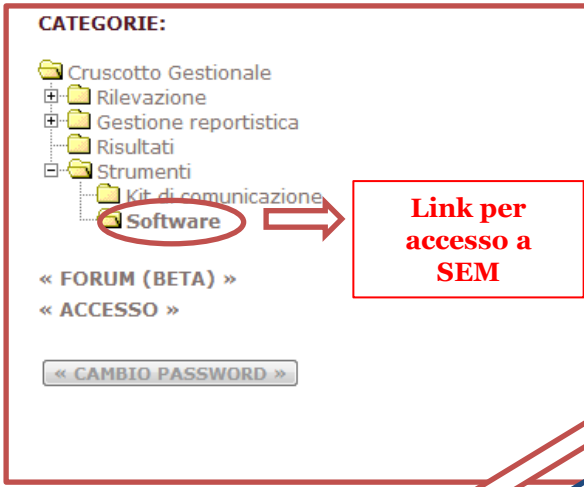 CATEGORIE:
Cruscotto Gestionale
Rilevazione
Gestione reportistica
Risultati
Strumenti
Kit di comunicazione
Software
Link per
accesso a
SEM
« FORUM (BETA) »
« ACCESSO »
« CAMBIO PASSWORD »